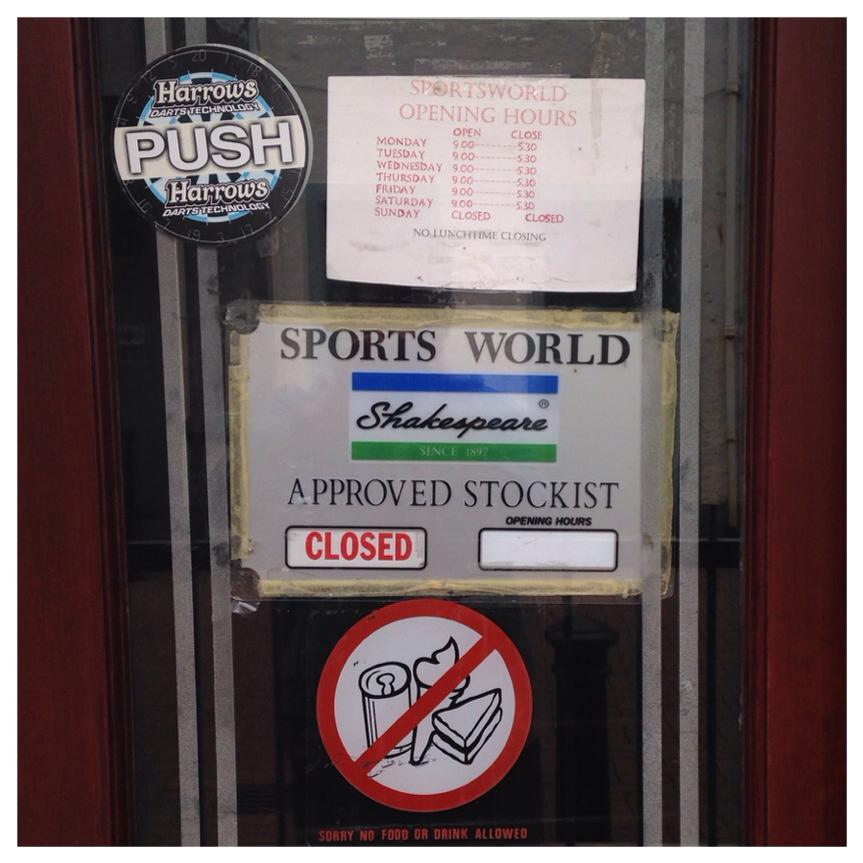 Harrows
DARTS TECHNOLOGY
PUSH
Harrows
DARTS TECHNOLOGY
SPORTSWORLD
OPENING HOURS
OPEN CLOSE
MONDAY 9.00 5.30
TUESDAY 9.00 5.30
WEDNESDAY 9.00 5.30
THURSDAY 9.00 5.30
FRIDAY 9.00 5.30
SATURDAY 9.00 5.30
SUNDAY CLOSED CLOSED
NO LUNCHTIME CLOSING
SPORTS WORLD
Shakespeare®
SINCE 1897
APPROVED STOCKIST
OPENING HOURS
CLOSED
SORRY NO FOOD OR DRINK ALLOWED